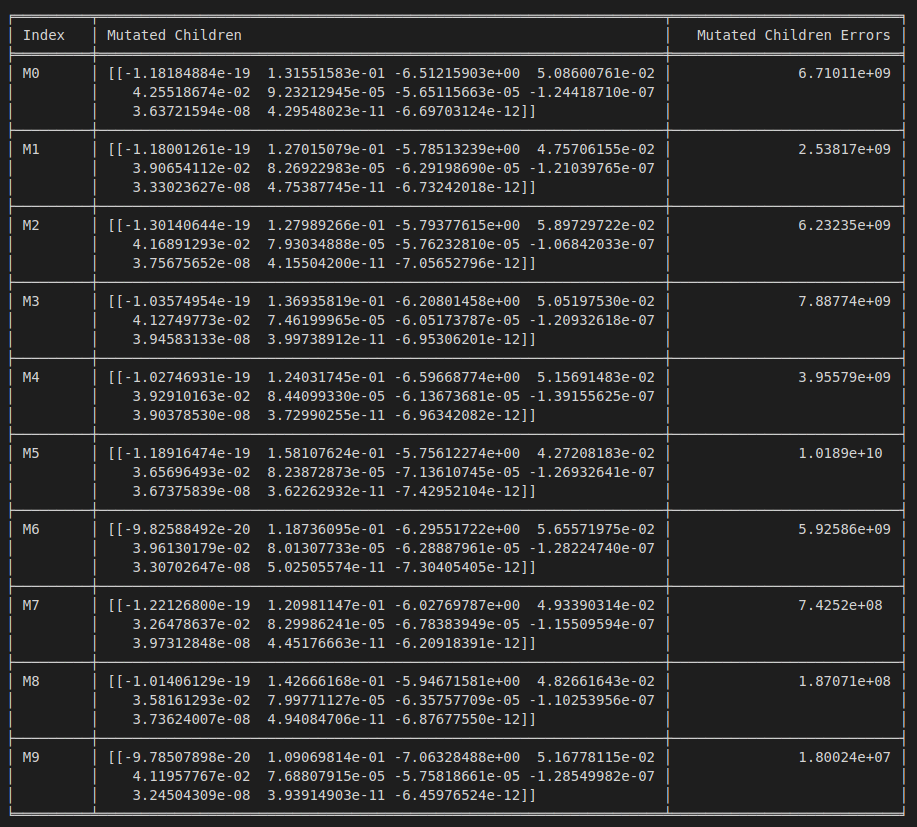 Index Mutated Children Mutated Children Errors
M0 [[-1.18184884e-19 1.31551583e-01 -6.51215903e+00 5.08600761e-02 6.71011e+09
4.25518674e-02 9.23212945e-05 -5.65115663e-05 -1.24418710e-07
3.63721594e-08 4.29548023e-11 -6.69703124e-12]]
M1 [[-1.18001261e-19 1.27015079e-01 -5.78513239e+00 4.75706155e-02 2.53817e+09
3.90654112e-02 8.26922983e-05 -6.29198690e-05 -1.21039765e-07
3.33023627e-08 4.75387745e-11 -6.73242018e-12]]
M2 [[-1.30140644e-19 1.27989266e-01 -5.79377615e+00 5.89729722e-02 6.23235e+09
4.16891293e-02 7.93034888e-05 -5.76232810e-05 -1.06842033e-07
3.75675652e-08 4.15504200e-11 -7.05652796e-12]]
M3 [[-1.03574954e-19 1.36935819e-01 -6.20801458e+00 5.05197530e-02 7.88774e+09
4.12749773e-02 7.46199965e-05 -6.05173787e-05 -1.20932618e-07
3.94583133e-08 3.99738912e-11 -6.95306201e-12]]
M4 [[-1.02746931e-19 1.24031745e-01 -6.59668774e+00 5.15691483e-02 3.95579e+09
3.92910163e-02 8.44099330e-05 -6.13673681e-05 -1.39155625e-07
3.90378530e-08 3.72990255e-11 -6.96342082e-12]]
M5 [[-1.18916474e-19 1.58107624e-01 -5.75612274e+00 4.27208183e-02 1.0189e+10
3.65696493e-02 8.23872873e-05 -7.13610745e-05 -1.26932641e-07
3.67375839e-08 3.62262932e-11 -7.42952104e-12]]
M6 [[-9.82588492e-20 1.18736095e-01 -6.29551722e+00 5.65571975e-02 5.92586e+09
3.96130179e-02 8.01307733e-05 -6.28887961e-05 -1.28224740e-07
3.30702647e-08 5.02505574e-11 -7.30405405e-12]]
M7 [[-1.22126800e-19 1.20981147e-01 -6.02769787e+00 4.93390314e-02 7.4252e+08
3.26478637e-02 8.29986241e-05 -6.78383949e-05 -1.15509594e-07
3.97312848e-08 4.45176663e-11 -6.20918391e-12]]
M8 [[-1.01406129e-19 1.42666168e-01 -5.94671581e+00 4.82661643e-02 1.87071e+08
3.58161293e-02 7.99771127e-05 -6.35757709e-05 -1.10253956e-07
3.73624007e-08 4.94084706e-11 -6.87677550e-12]]
M9 [[-9.78507898e-20 1.09069814e-01 -7.06328488e+00 5.16778115e-02 1.80024e+07
4.11957767e-02 7.68807915e-05 -5.75818661e-05 -1.28549982e-07
3.24504309e-08 3.93914903e-11 -6.45976524e-12]]